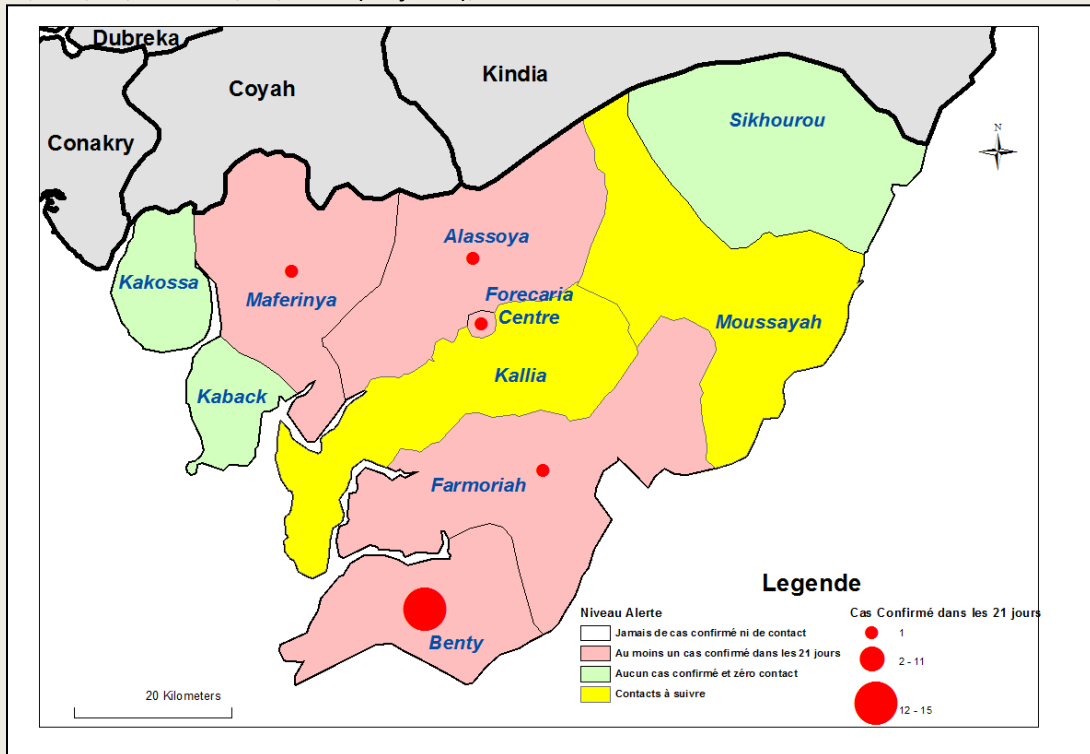 Dubreka
Coyah
Kindia
Conakry
Sikhourou
N
Alassoya
Kakossa
Maferinya
Forecaria
Centre
Moussayah
Kallia
Kaback
Farmoriah
Benty
Legende
Niveau Alerte
Jamais de cas confirmé ni de contact
Au moins un cas confirmé dans les 21 jours
Aucun cas confirmé et zéro contact
Contacts à suivre
Cas Confirmé dans les 21 jours
1
2 - 11
12 - 15
20 Kilometers